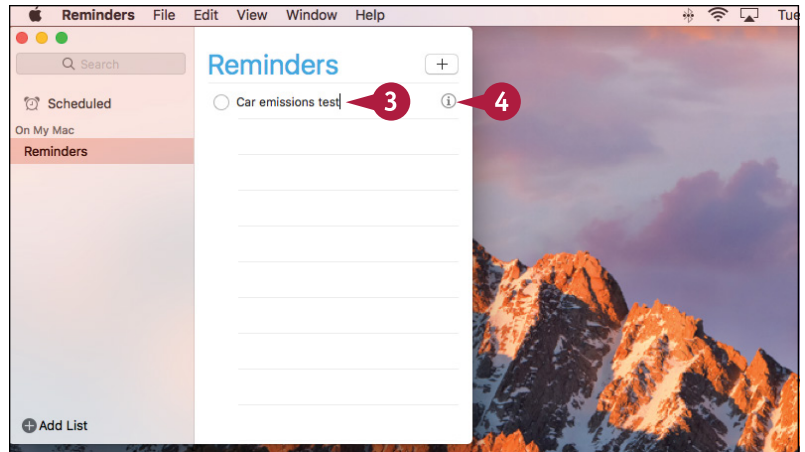 Reminders File Edit View Window Help Tue
Search
Scheduled
On My Mac
Reminders
Add List
Reminders
+
Car emissions test
3
i
4